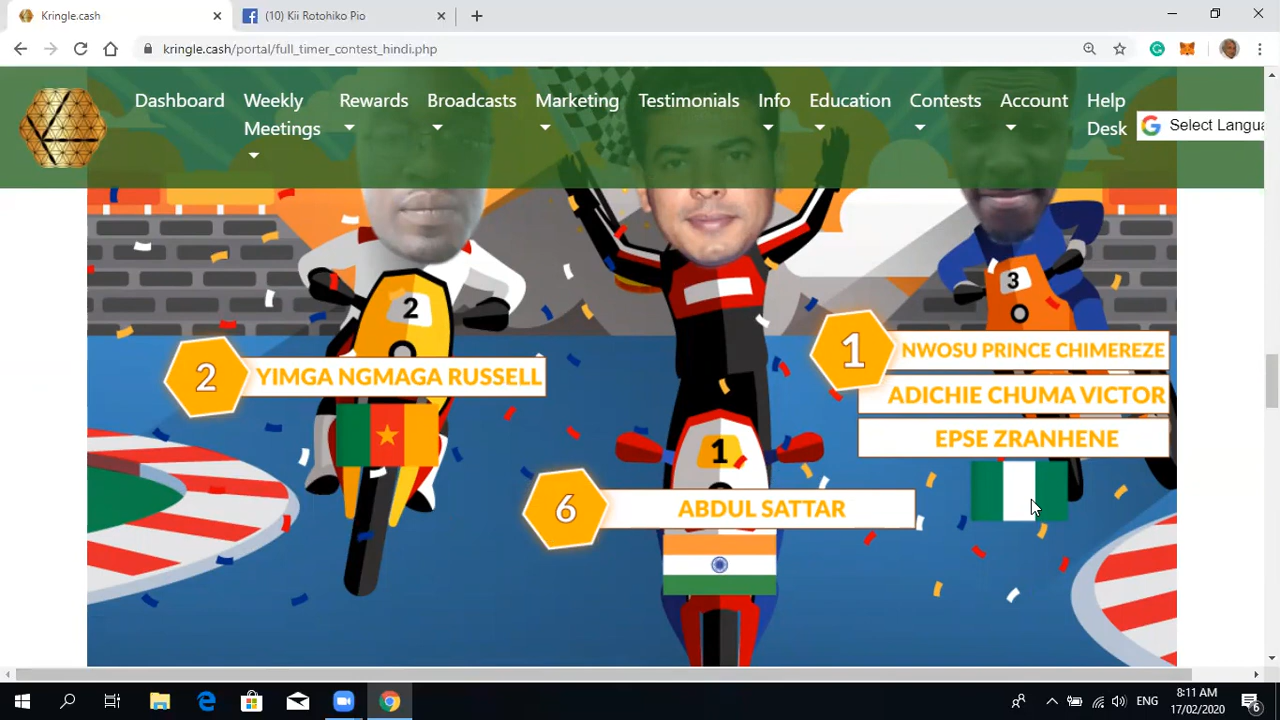 Kringle.cash
(10) Kii Rotohiko Pio
kringle.cash/portal/full_timer_contest_hindi.php
Dashboard
Weekly Meetings
Rewards
Broadcasts
Marketing
Testimonials
Info
Education
Contests
Account
Help Desk
Select Langua
2
3
2
YIMGA NGMAGA RUSSELL
1
NWOSU PRINCE CHIMEREZE
ADICHIE CHUMA VICTOR
EPSE ZRANHENE
1
6
ABDUL SATTAR
ENG
8:11 AM
17/02/2020
6